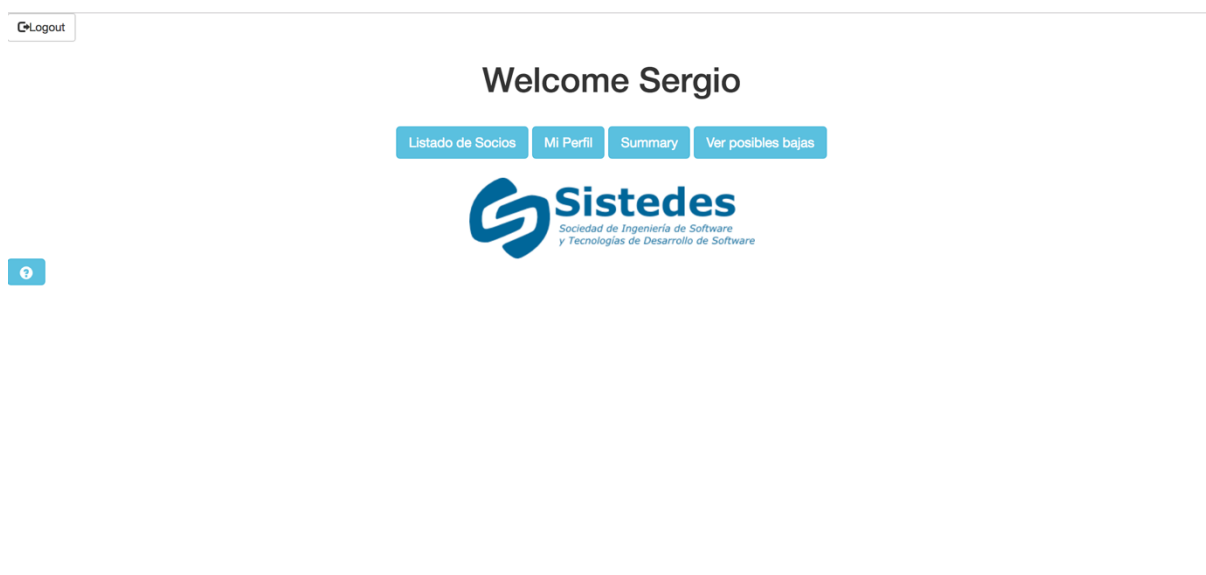 Logout
Welcome Sergio
Listado de Socios Mi Perfil Summary Ver posibles bajas
Sistedes
Sociedad de Ingeniería de Software
y Tecnologías de Desarrollo de Software
?